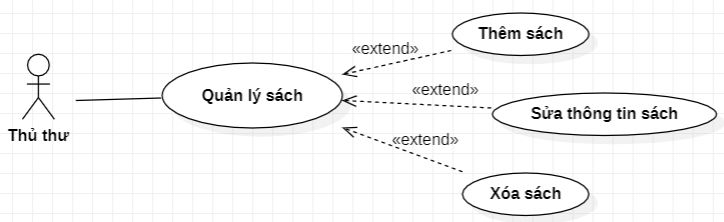 Thủ thư
Quản lý sách
«extend»
Thêm sách
«extend»
Sửa thông tin sách
«extend»
Xóa sách